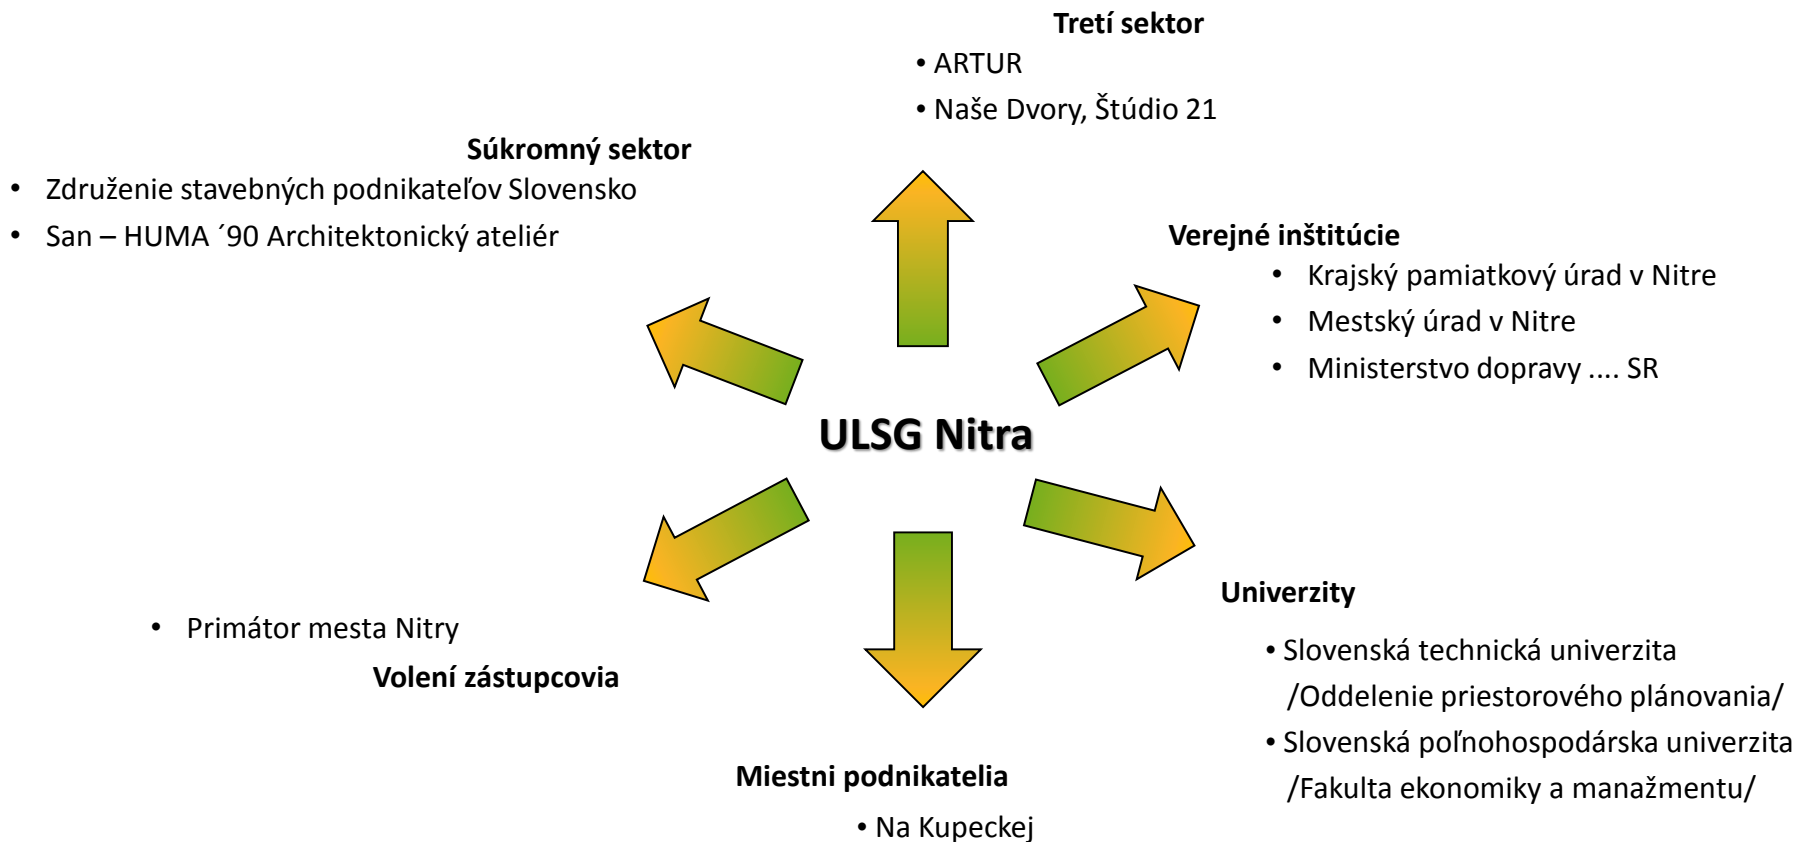 Tretí sektor
• ARTUR
• Naše Dvory, Štúdio 21
Súkromný sektor
• Združenie stavebných podnikateľov Slovensko
• San – HUMA ´90 Architektonický ateliér
Verejné inštitúcie
• Krajský pamiatkový úrad v Nitre
• Mestský úrad v Nitre
• Ministerstvo dopravy .... SR
ULSG Nitra
Univerzity
• Slovenská technická univerzita
/Oddelenie priestorového plánovania/
• Slovenská poľnohospodárska univerzita
/Fakulta ekonomiky a manažmentu/
• Primátor mesta Nitry
Volení zástupcovia
Miestni podnikatelia
• Na Kupeckej